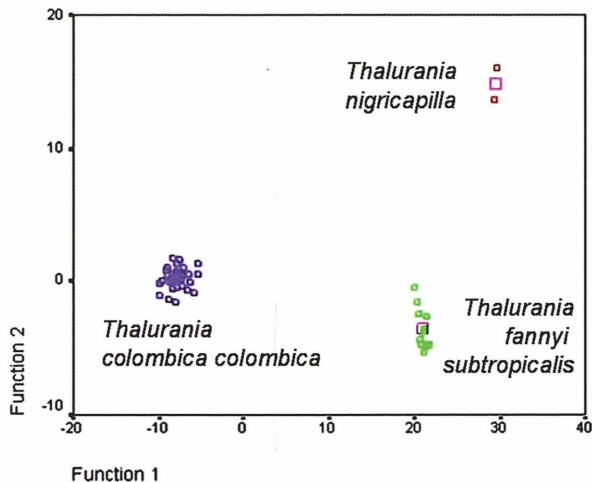 20
Thalurania
nigricapilla
10
0
Thalurania
colombica colombica
Thalurania
fannyi
subtropicalis
Function 2
-10
-20
-10
0
10
20
30
40
Function 1